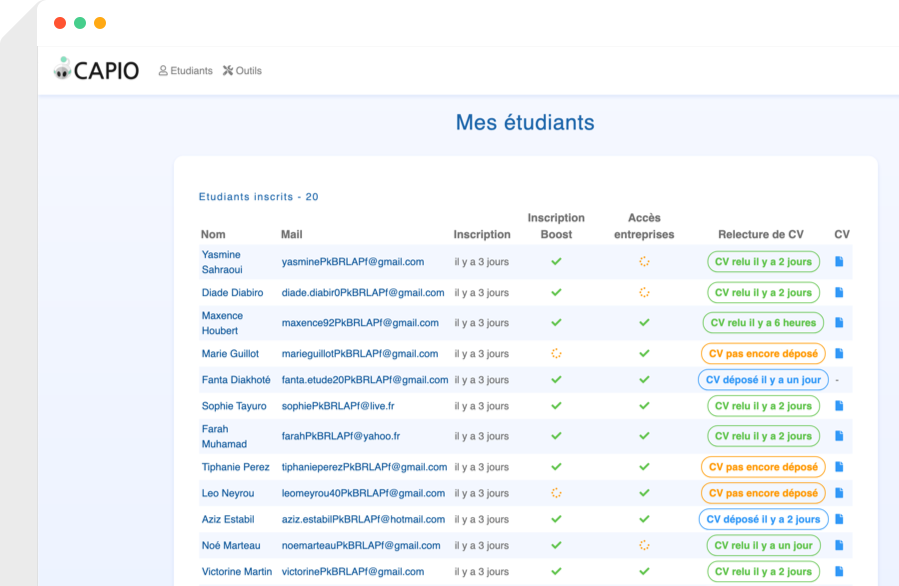 CAPIO
Etudiants
Outils
Mes étudiants
Etudiants inscrits - 20
Nom Mail Inscription Inscription Boost Accès entreprises Relecture de CV CV
Yasmine Sahraoui yasminePkBRLAPf@gmail.com il y a 3 jours CV relu il y a 2 jours
Diade Diabiro diade.diabir0PkBRLAPf@gmail.com il y a 3 jours CV relu il y a 2 jours
Maxence Houbert maxence92PkBRLAPf@gmail.com il y a 3 jours CV relu il y a 6 heures
Marie Guillot marieguillotPkBRLAPf@gmail.com il y a 3 jours CV pas encore déposé
Fanta Diakhoté fanta.etude20PkBRLAPf@gmail.com il y a 3 jours CV déposé il y a un jour -
Sophie Tayuro sophiePkBRLAPf@live.fr il y a 3 jours CV relu il y a 2 jours
Farah Muhamad farahPkBRLAPf@yahoo.fr il y a 3 jours CV relu il y a 2 jours
Tiphanie Perez tiphanieperezPkBRLAPf@gmail.com il y a 3 jours CV pas encore déposé
Leo Neyrou leomeyrou40PkBRLAPf@gmail.com il y a 3 jours CV pas encore déposé
Aziz Estabil aziz.estabilPkBRLAPf@hotmail.com il y a 3 jours CV déposé il y a 2 jours
Noé Marteau noemarteauPkBRLAPf@gmail.com il y a 3 jours CV relu il y a un jour
Victorine Martin victorinePkBRLAPf@gmail.com il y a 3 jours CV relu il y a 2 jours